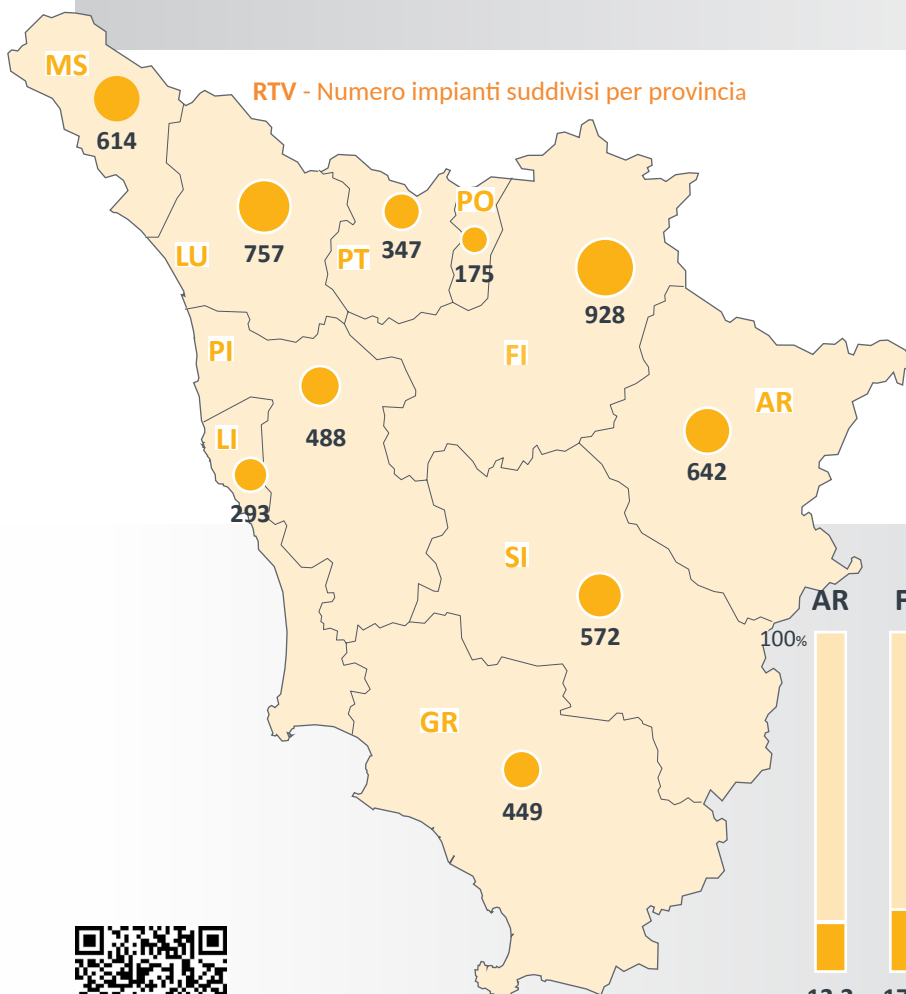 RTV - Numero impianti suddivisi per provincia
MS
614
LU
757
PT
347
PO
175
FI
928
PI
488
LI
293
AR
642
SI
572
GR
449
AR
100%